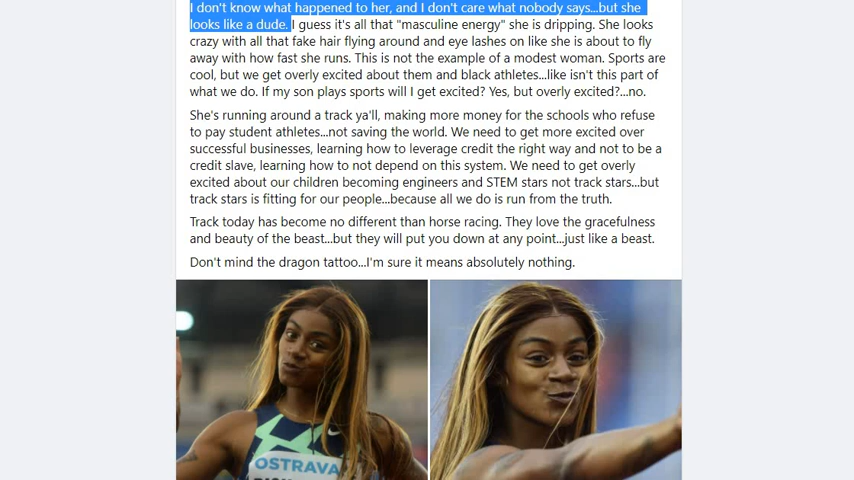 I don't know what happened to her, and I don't care what nobody says...but she
looks like a dude. I guess it's all that "masculine energy" she is dripping. She looks
crazy with all that fake hair flying around and eye lashes on like she is about to fly
away with how fast she runs. This is not the example of a modest woman. Sports are
cool, but we get overly excited about them and black athletes...like isn't this part of
what we do. If my son plays sports will I get excited? Yes, but overly excited?...no.
She's running around a track ya'll, making more money for the schools who refuse
to pay student athletes...not saving the world. We need to get more excited over
successful businesses, learning how to leverage credit the right way and not to be a
credit slave, learning how to not depend on this system. We need to get overly
excited about our children becoming engineers and STEM stars not track stars...but
track stars is fitting for our people...because all we do is run from the truth.
Track today has become no different than horse racing. They love the gracefulness
and beauty of the beast...but they will put you down at any point...just like a beast.
Don't mind the dragon tattoo...I'm sure it means absolutely nothing.
OSTRAVA